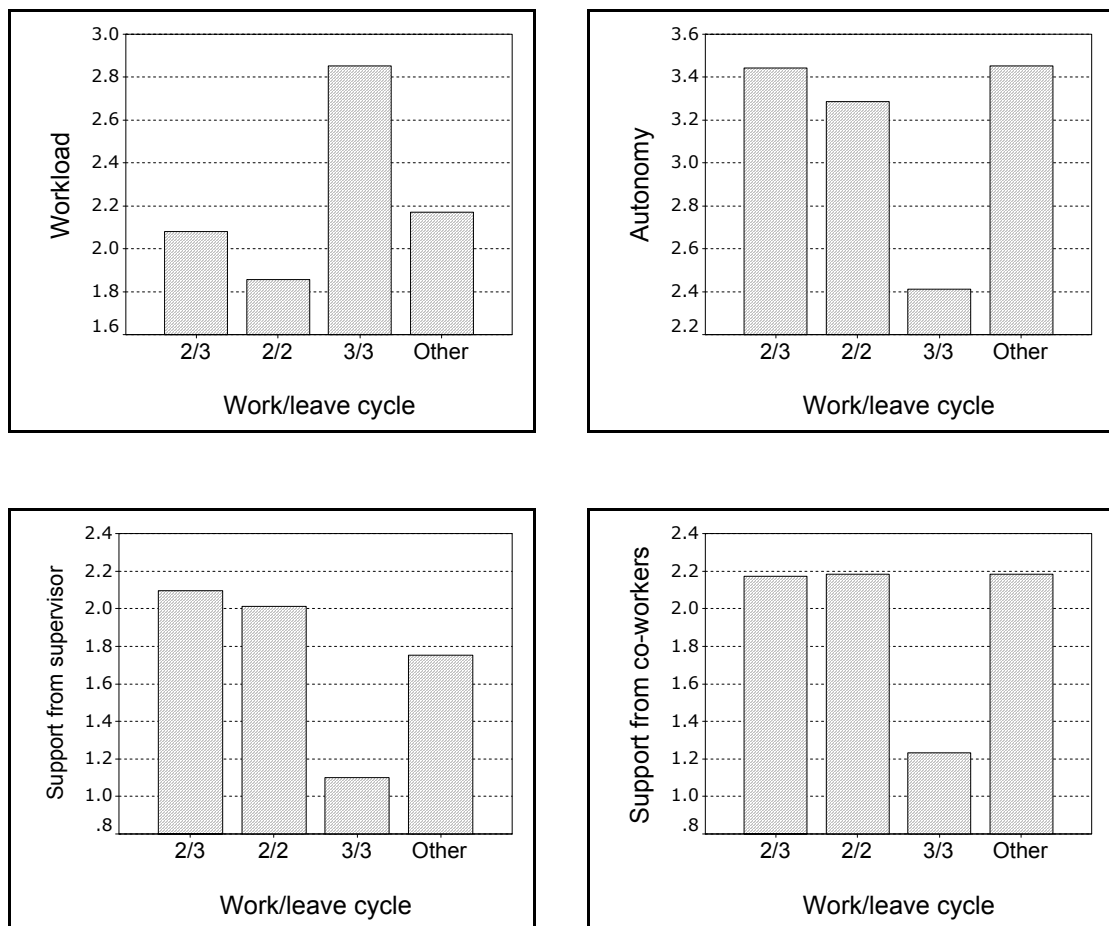 Workload
3.0
2.8
2.6
2.4
2.2
2.0
1.8
1.6
2/3 2/2 3/3 Other
Work/leave cycle
Autonomy
3.6
3.4
3.2
3.0
2.8
2.6
2.4
2.2
2/3 2/2 3/3 Other
Work/leave cycle
Support from supervisor
2.4
2.2
2.0
1.8
1.6
1.4
1.2
1.0
.8
2/3 2/2 3/3 Other
Work/leave cycle
Support from co-workers
2.4
2.2
2.0
1.8
1.6
1.4
1.2
1.0
.8
2/3 2/2 3/3 Other
Work/leave cycle